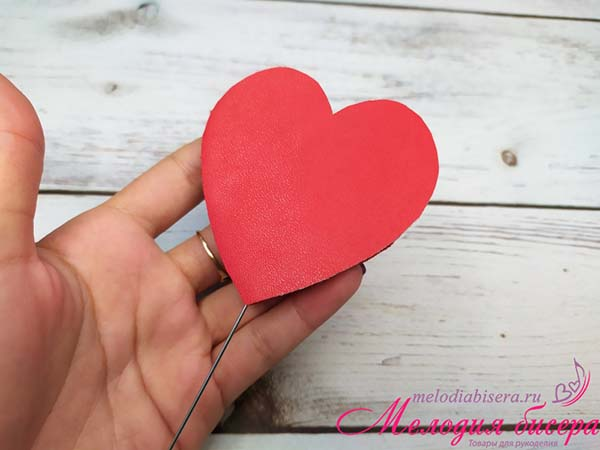 melodiabisera.ru
Мелодия бисера
Товары для рукоделия